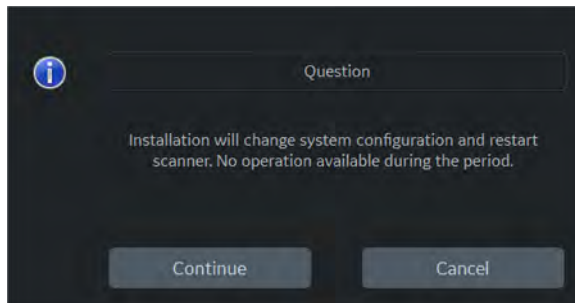 Question
Installation will change system configuration and restart
scanner. No operation available during the period.
Continue
Cancel